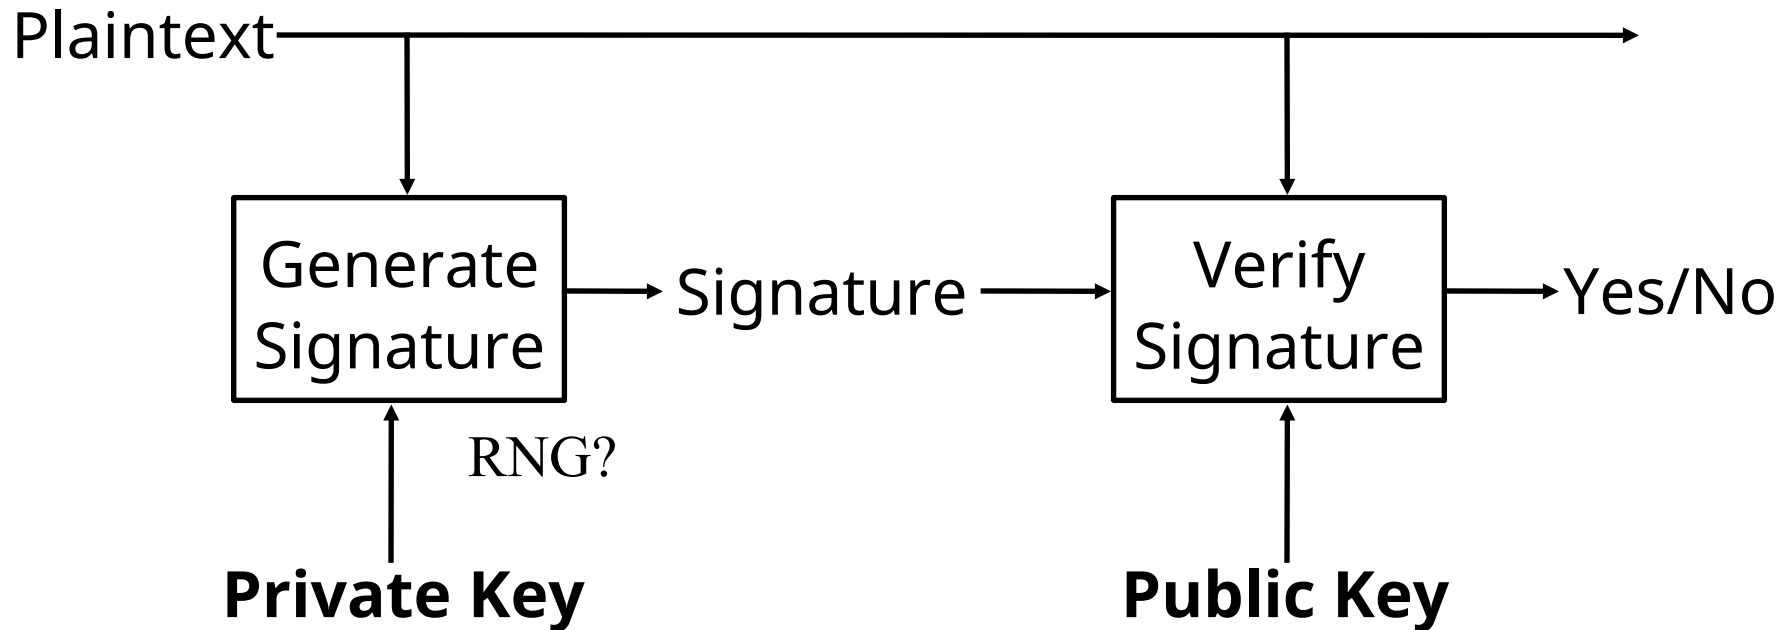 Plaintext
Generate
Signature
Signature
Verify
Signature
Yes/No
RNG?
Private Key
Public Key